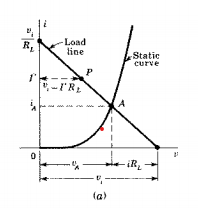 i
v_i
R_L
Load
line
Static
curve
P
I'
v_i - I'R_L
i_A
A
0
v
v_A
iR_L
v_i
(a)